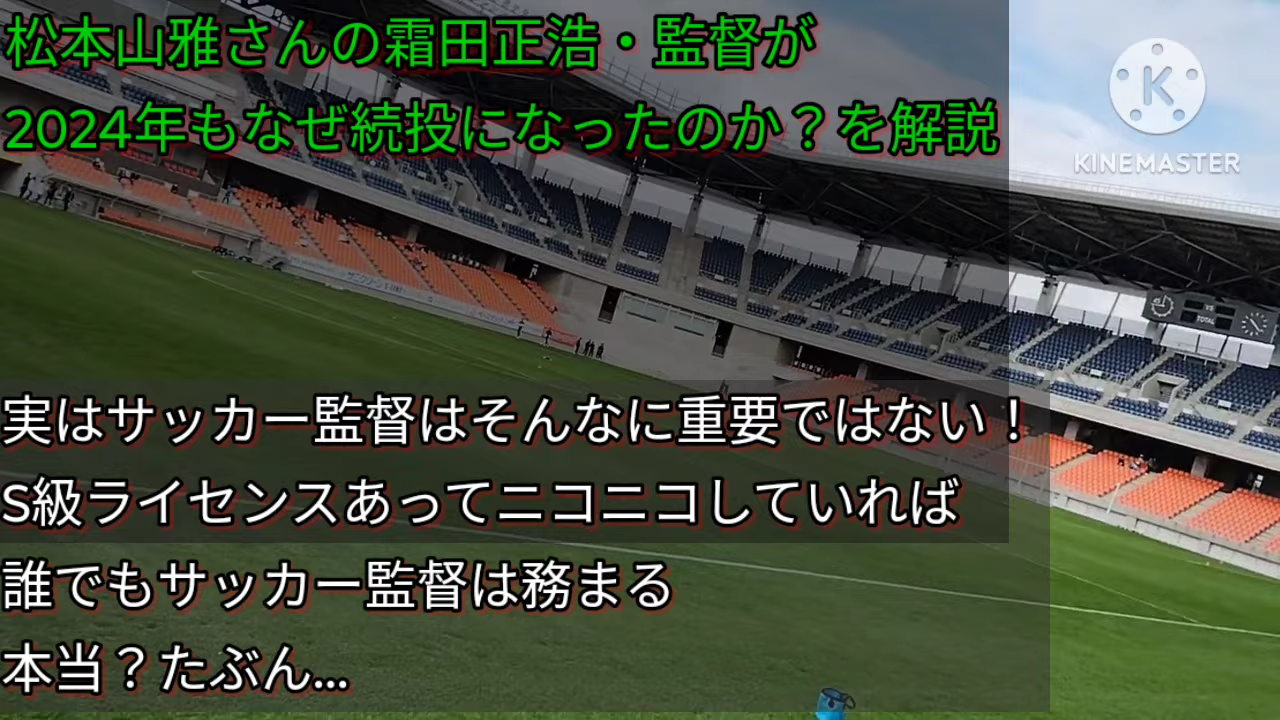 松本山雅さんの霜田正浩・監督が
2024年もなぜ続投になったのか？を解説
KINEMASTER
実はサッカー監督はそんなに重要ではない！
S級ライセンスあってニコニコしていれば
誰でもサッカー監督は務まる
本当？たぶん...
VS
TOTAL